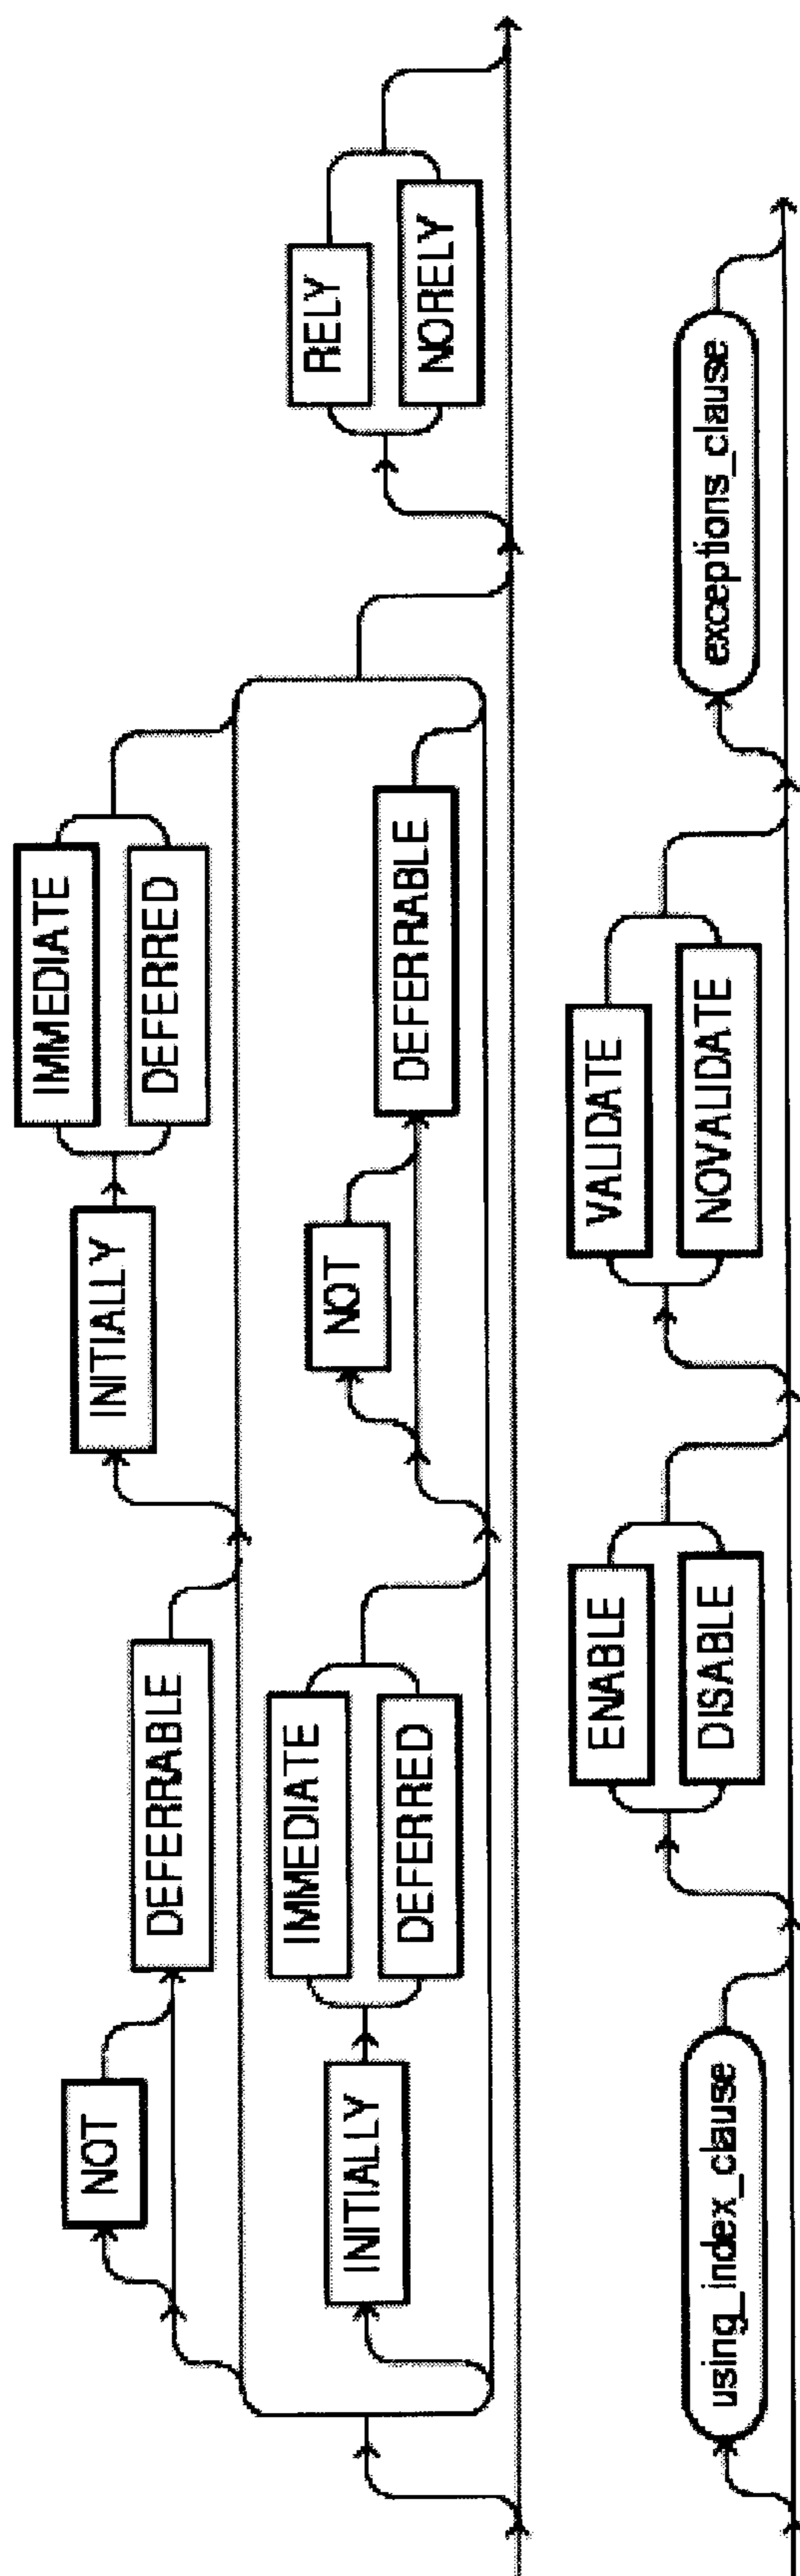 NOT
DEFERRABLE
INITIALLY
IMMEDIATE
DEFERRED
INITIALLY
IMMEDIATE
DEFERRED
NOT
DEFERRABLE
RELY
NORELY
using_index_clause
ENABLE
DISABLE
VALIDATE
NOVALIDATE
exceptions_clause